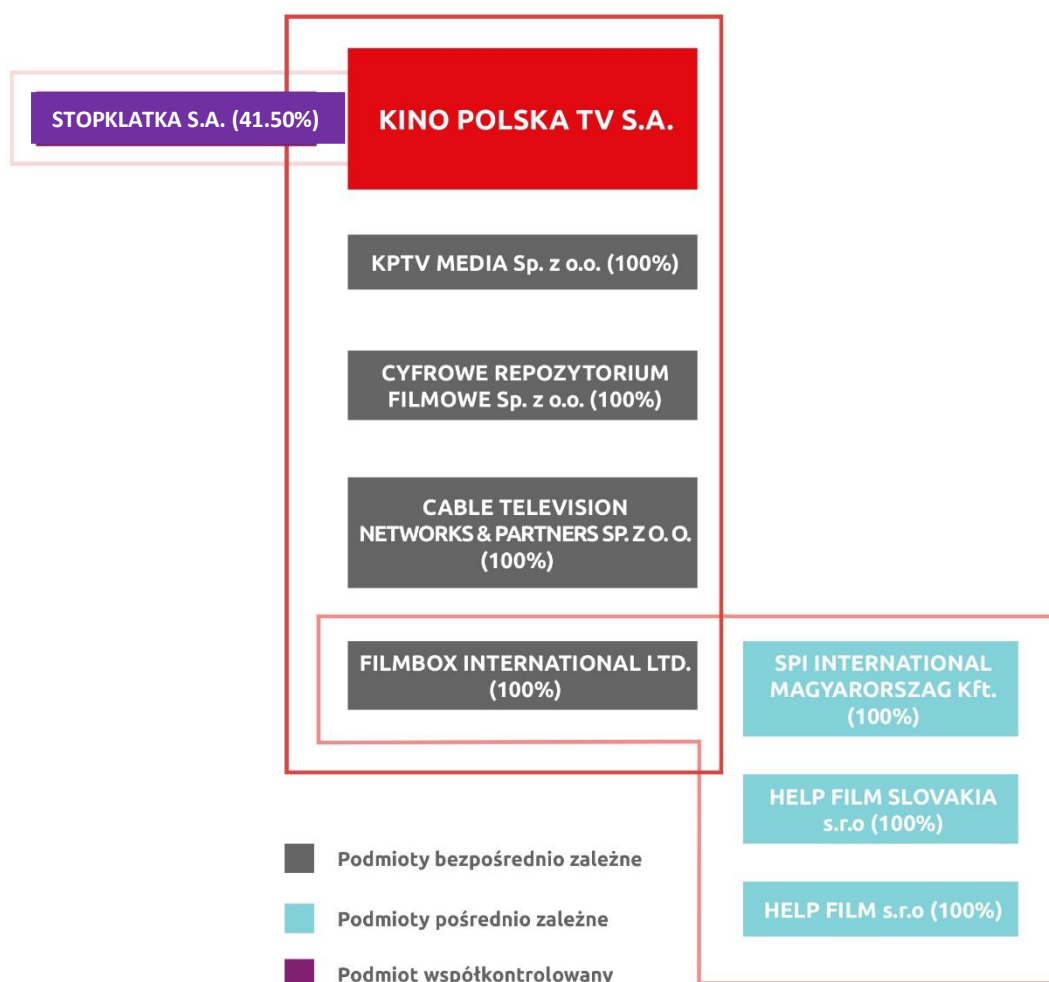 STOPKLATKA S.A. (41.50%)
KINO POLSKA TV S.A.
KPTV MEDIA Sp. z o.o. (100%)
CYFROWE REPOZYTORIUM
FILMOWE Sp. z o.o. (100%)
CABLE TELEVISION
NETWORKS & PARTNERS SP. Z O. O.
(100%)
FILMBOX INTERNATIONAL LTD.
(100%)
SPI INTERNATIONAL
MAGYARORSZAG Kft.
(100%)
HELP FILM SLOVAKIA
s.r.o (100%)
HELP FILM s.r.o (100%)
Podmioty bezpośrednio zależne
Podmioty pośrednio zależne
Podmiot współkontrolowany